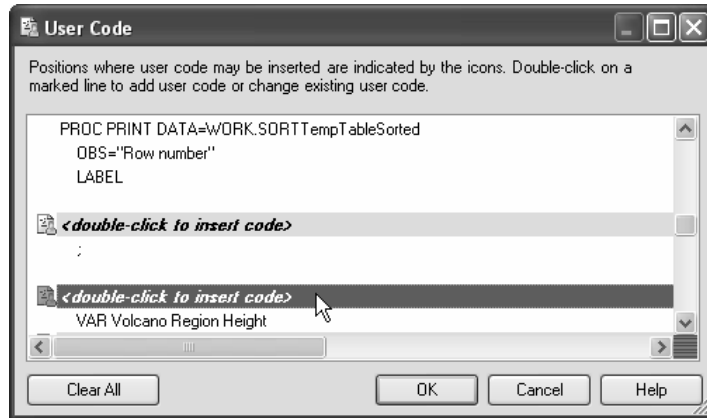 User Code
Positions where user code may be inserted are indicated by the icons. Double-click on a
marked line to add user code or change existing user code.
PROC PRINT DATA=WORK.SORTTempTableSorted
OBS="Row number"
LABEL
<double-click to insert code>
;
<double-click to insert code>
VAR Volcano Region Height
Clear All
OK
Cancel
Help